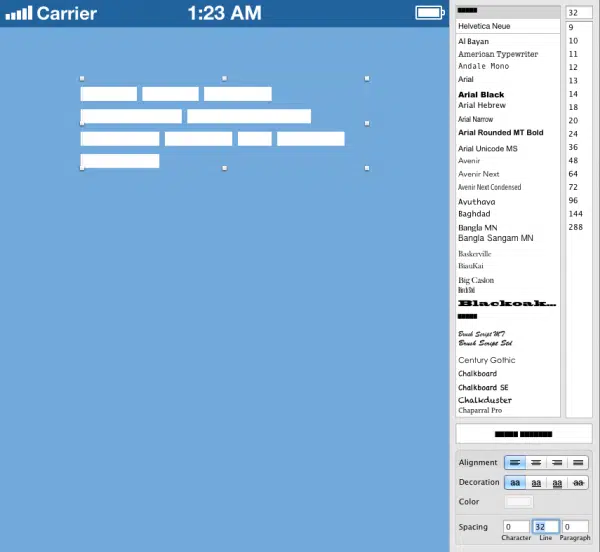 Carrier
1:23 AM
32
Helvetica Neue
Al Bayan
American Typewriter
Andale Mono
Arial
Arial Black
Arial Hebrew
Arial Narrow
Arial Rounded MT Bold
Arial Unicode MS
Avenir
Avenir Next
Avenir Next Condensed
Ayuthaya
Baghdad
Bangla MN
Bangla Sangam MN
Baskerville
BiauKai
Big Caslon
Birch Std
Blackoak...
Brush Script MT
Brush Script Std
Century Gothic
Chalkboard
Chalkboard SE
Chalkduster
Chaparral Pro
9
10
11
12
13
14
18
20
24
36
48
64
72
96
144
288
Alignment
Decoration aa aa aa aa
Color
Spacing 0 32 0
Character Line Paragraph